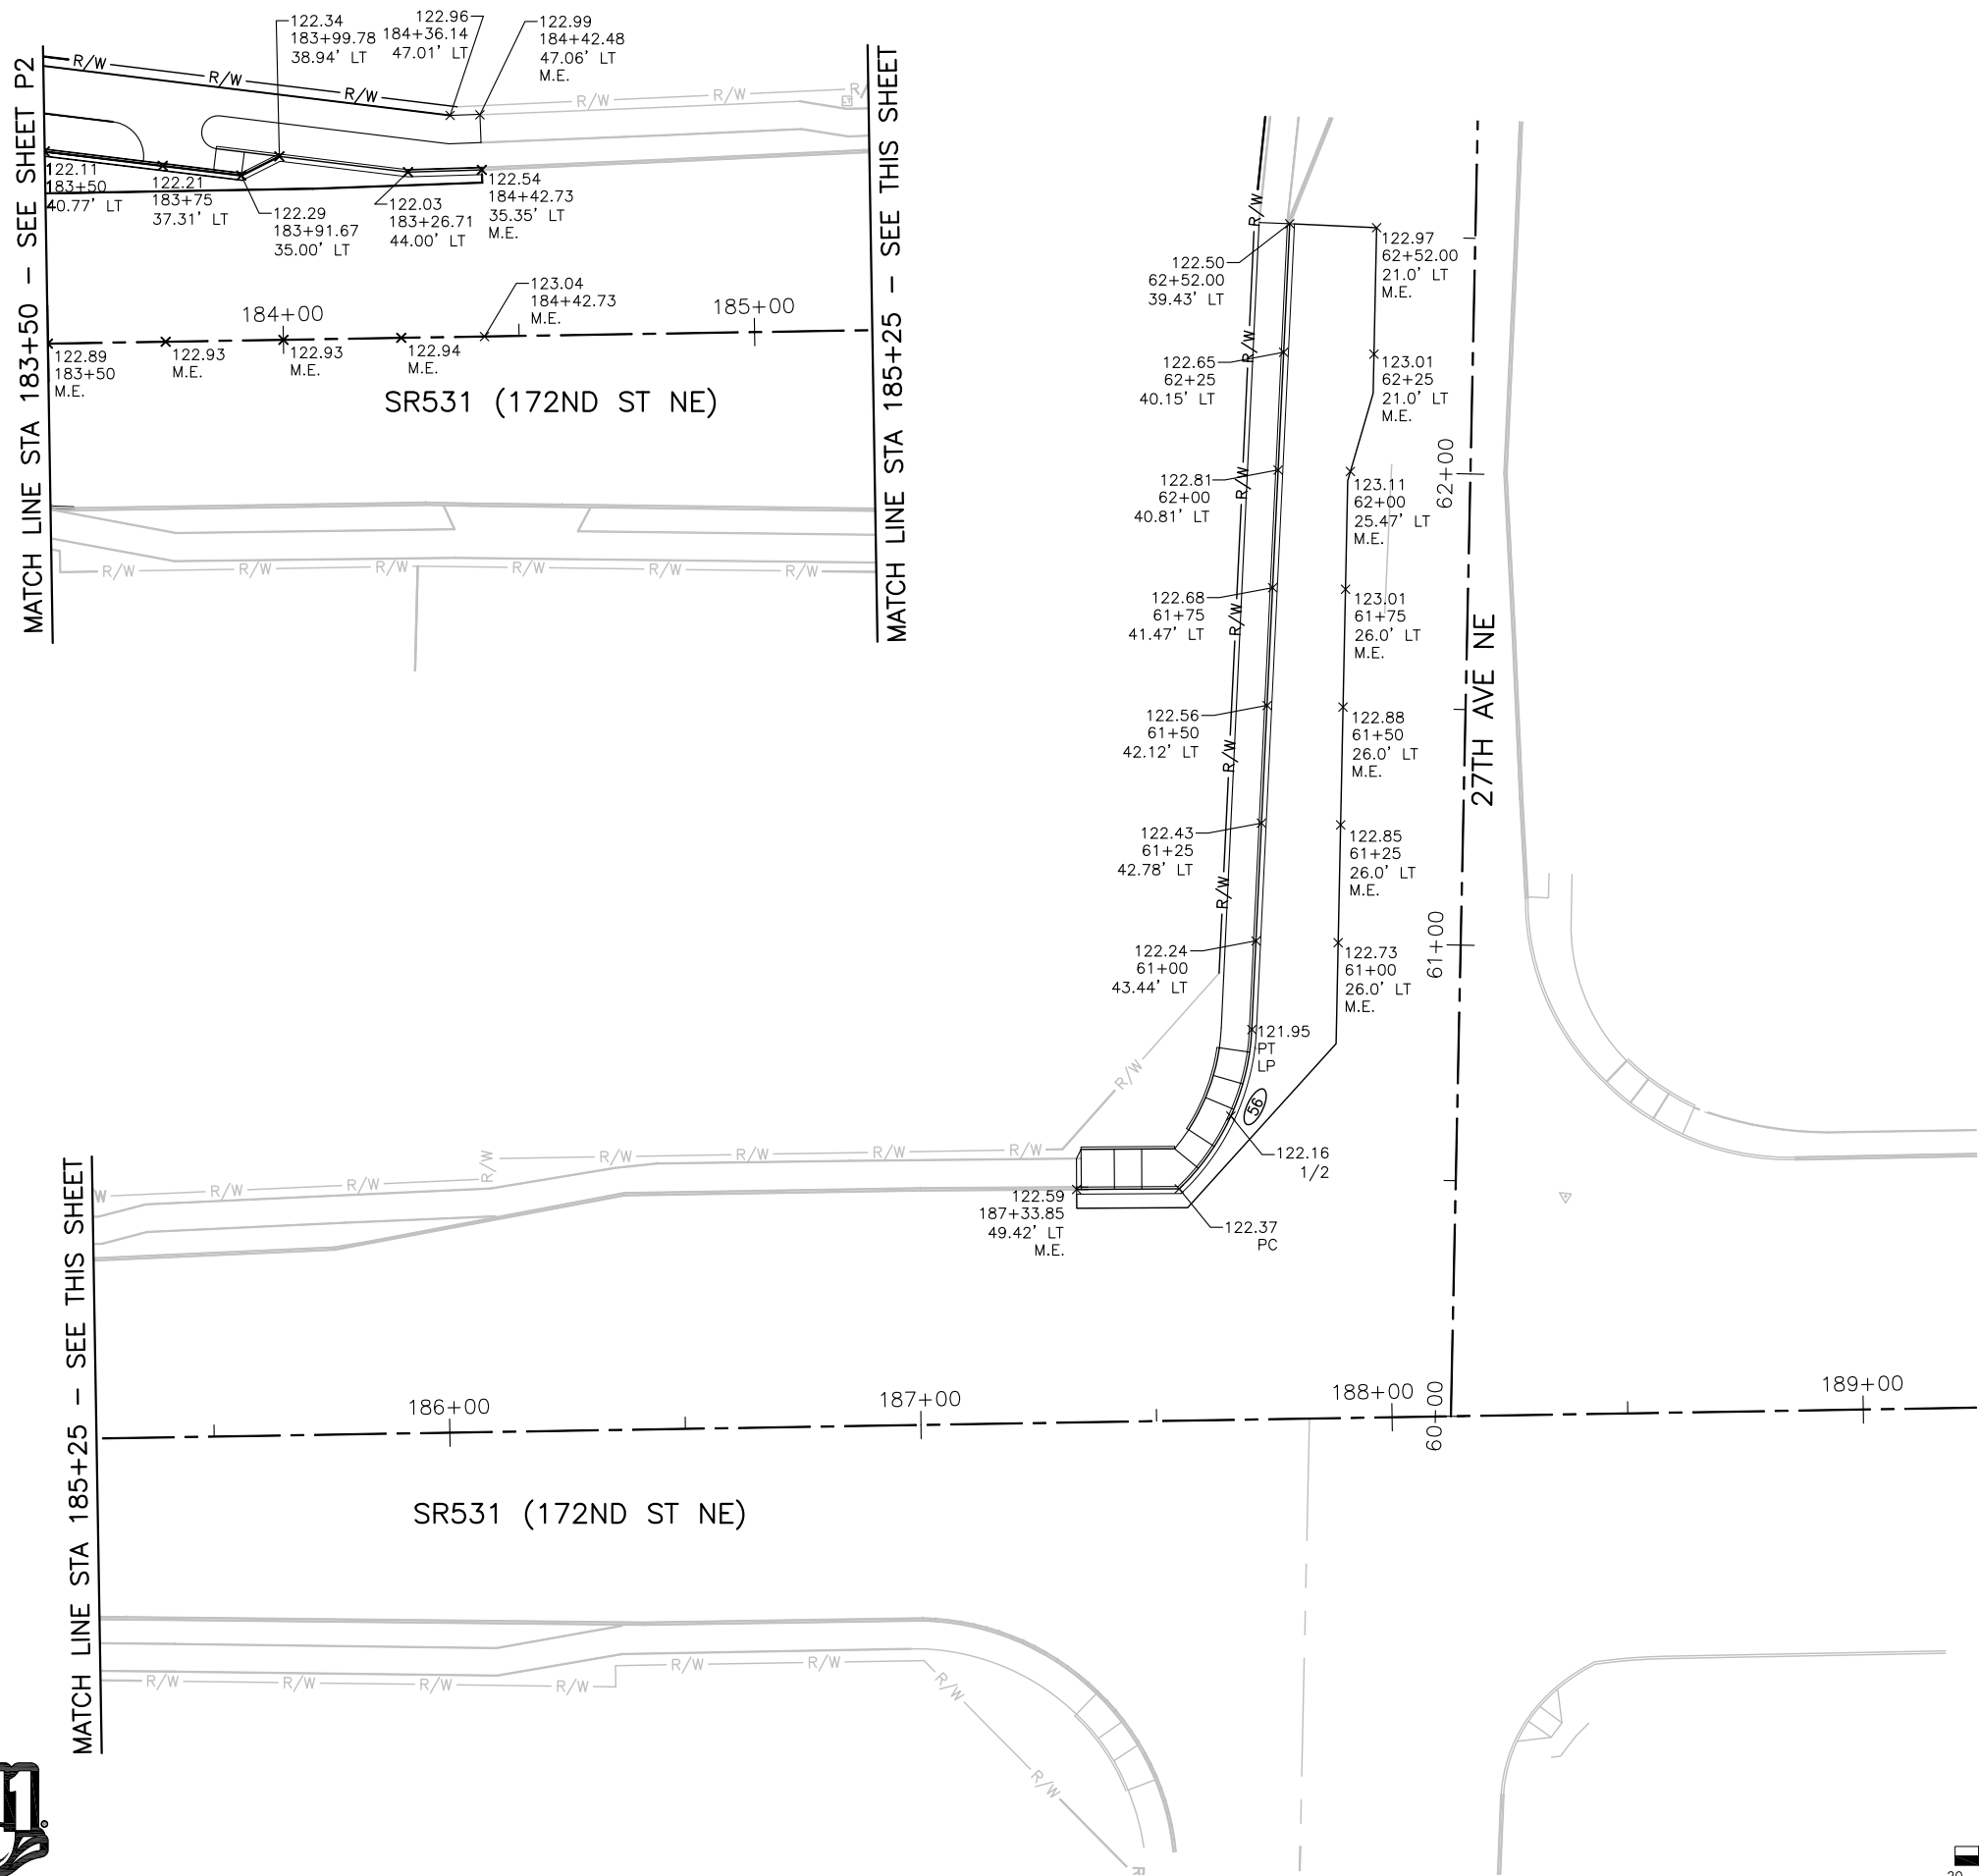 MATCH LINE STA 183+50 - SEE SHEET P2
R/W
R/W
R/W
122.34
183+99.78
38.94' LT
122.96
184+36.14
47.01' LT
122.99
184+42.48
47.06' LT
M.E.
R/W
R/W
R/W
122.11
183+50
40.77' LT
122.21
183+75
37.31' LT
122.29
183+91.67
35.00' LT
122.03
183+26.71
44.00' LT
122.54
184+42.73
35.35' LT
M.E.
123.04
184+42.73
M.E.
184+00
185+00
122.89
183+50
M.E.
122.93
M.E.
122.93
M.E.
122.94
M.E.
SR531 (172ND ST NE)
MATCH LINE STA 185+25 - SEE THIS SHEET
R/W
R/W
R/W
R/W
R/W
R/W
R/W
R/W
R/W
R/W
R/W
R/W
122.50
62+52.00
39.43' LT
122.97
62+52.00
21.0' LT
M.E.
122.65
62+25
40.15' LT
123.01
62+25
21.0' LT
M.E.
122.81
62+00
40.81' LT
123.11
62+00
25.47' LT
M.E.
62+00
122.68
61+75
41.47' LT
123.01
61+75
26.0' LT
M.E.
27TH AVE NE
122.56
61+50
42.12' LT
122.88
61+50
26.0' LT
M.E.
122.43
61+25
42.78' LT
122.85
61+25
26.0' LT
M.E.
122.24
61+00
43.44' LT
122.73
61+00
26.0' LT
M.E.
61+00
121.95
PT
LP
56
R/W
122.16
1/2
122.37
PC
122.59
187+33.85
49.42' LT
M.E.
MATCH LINE STA 185+25 - SEE THIS SHEET
W
R/W
R/W
R/W
R/W
R/W
R/W
R/W
186+00
187+00
188+00
60+00
189+00
SR531 (172ND ST NE)
R/W
R/W
R/W
R/W
R/W
R/W
R/W
R/W
R
1
20